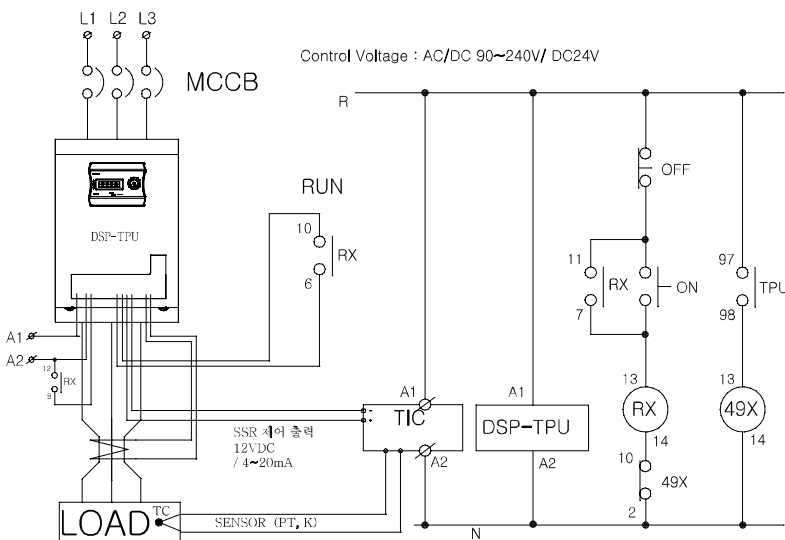 L1 L2 L3
Control Voltage : AC/DC 90~240V/ DC24V
MCCB
R
OFF
RUN
DSP-TPU
10
RX
6
11
RX
7
ON
97
TPU
98
A1
A2
12
RX
8
SSR 제어 출력
12VDC
/ 4~20mA
-
+
A1
TIC
A2
A1
DSP-TPU
A2
13
RX
14
13
49X
14
10
49X
2
LOAD
TC
SENSOR (PT, K)
N